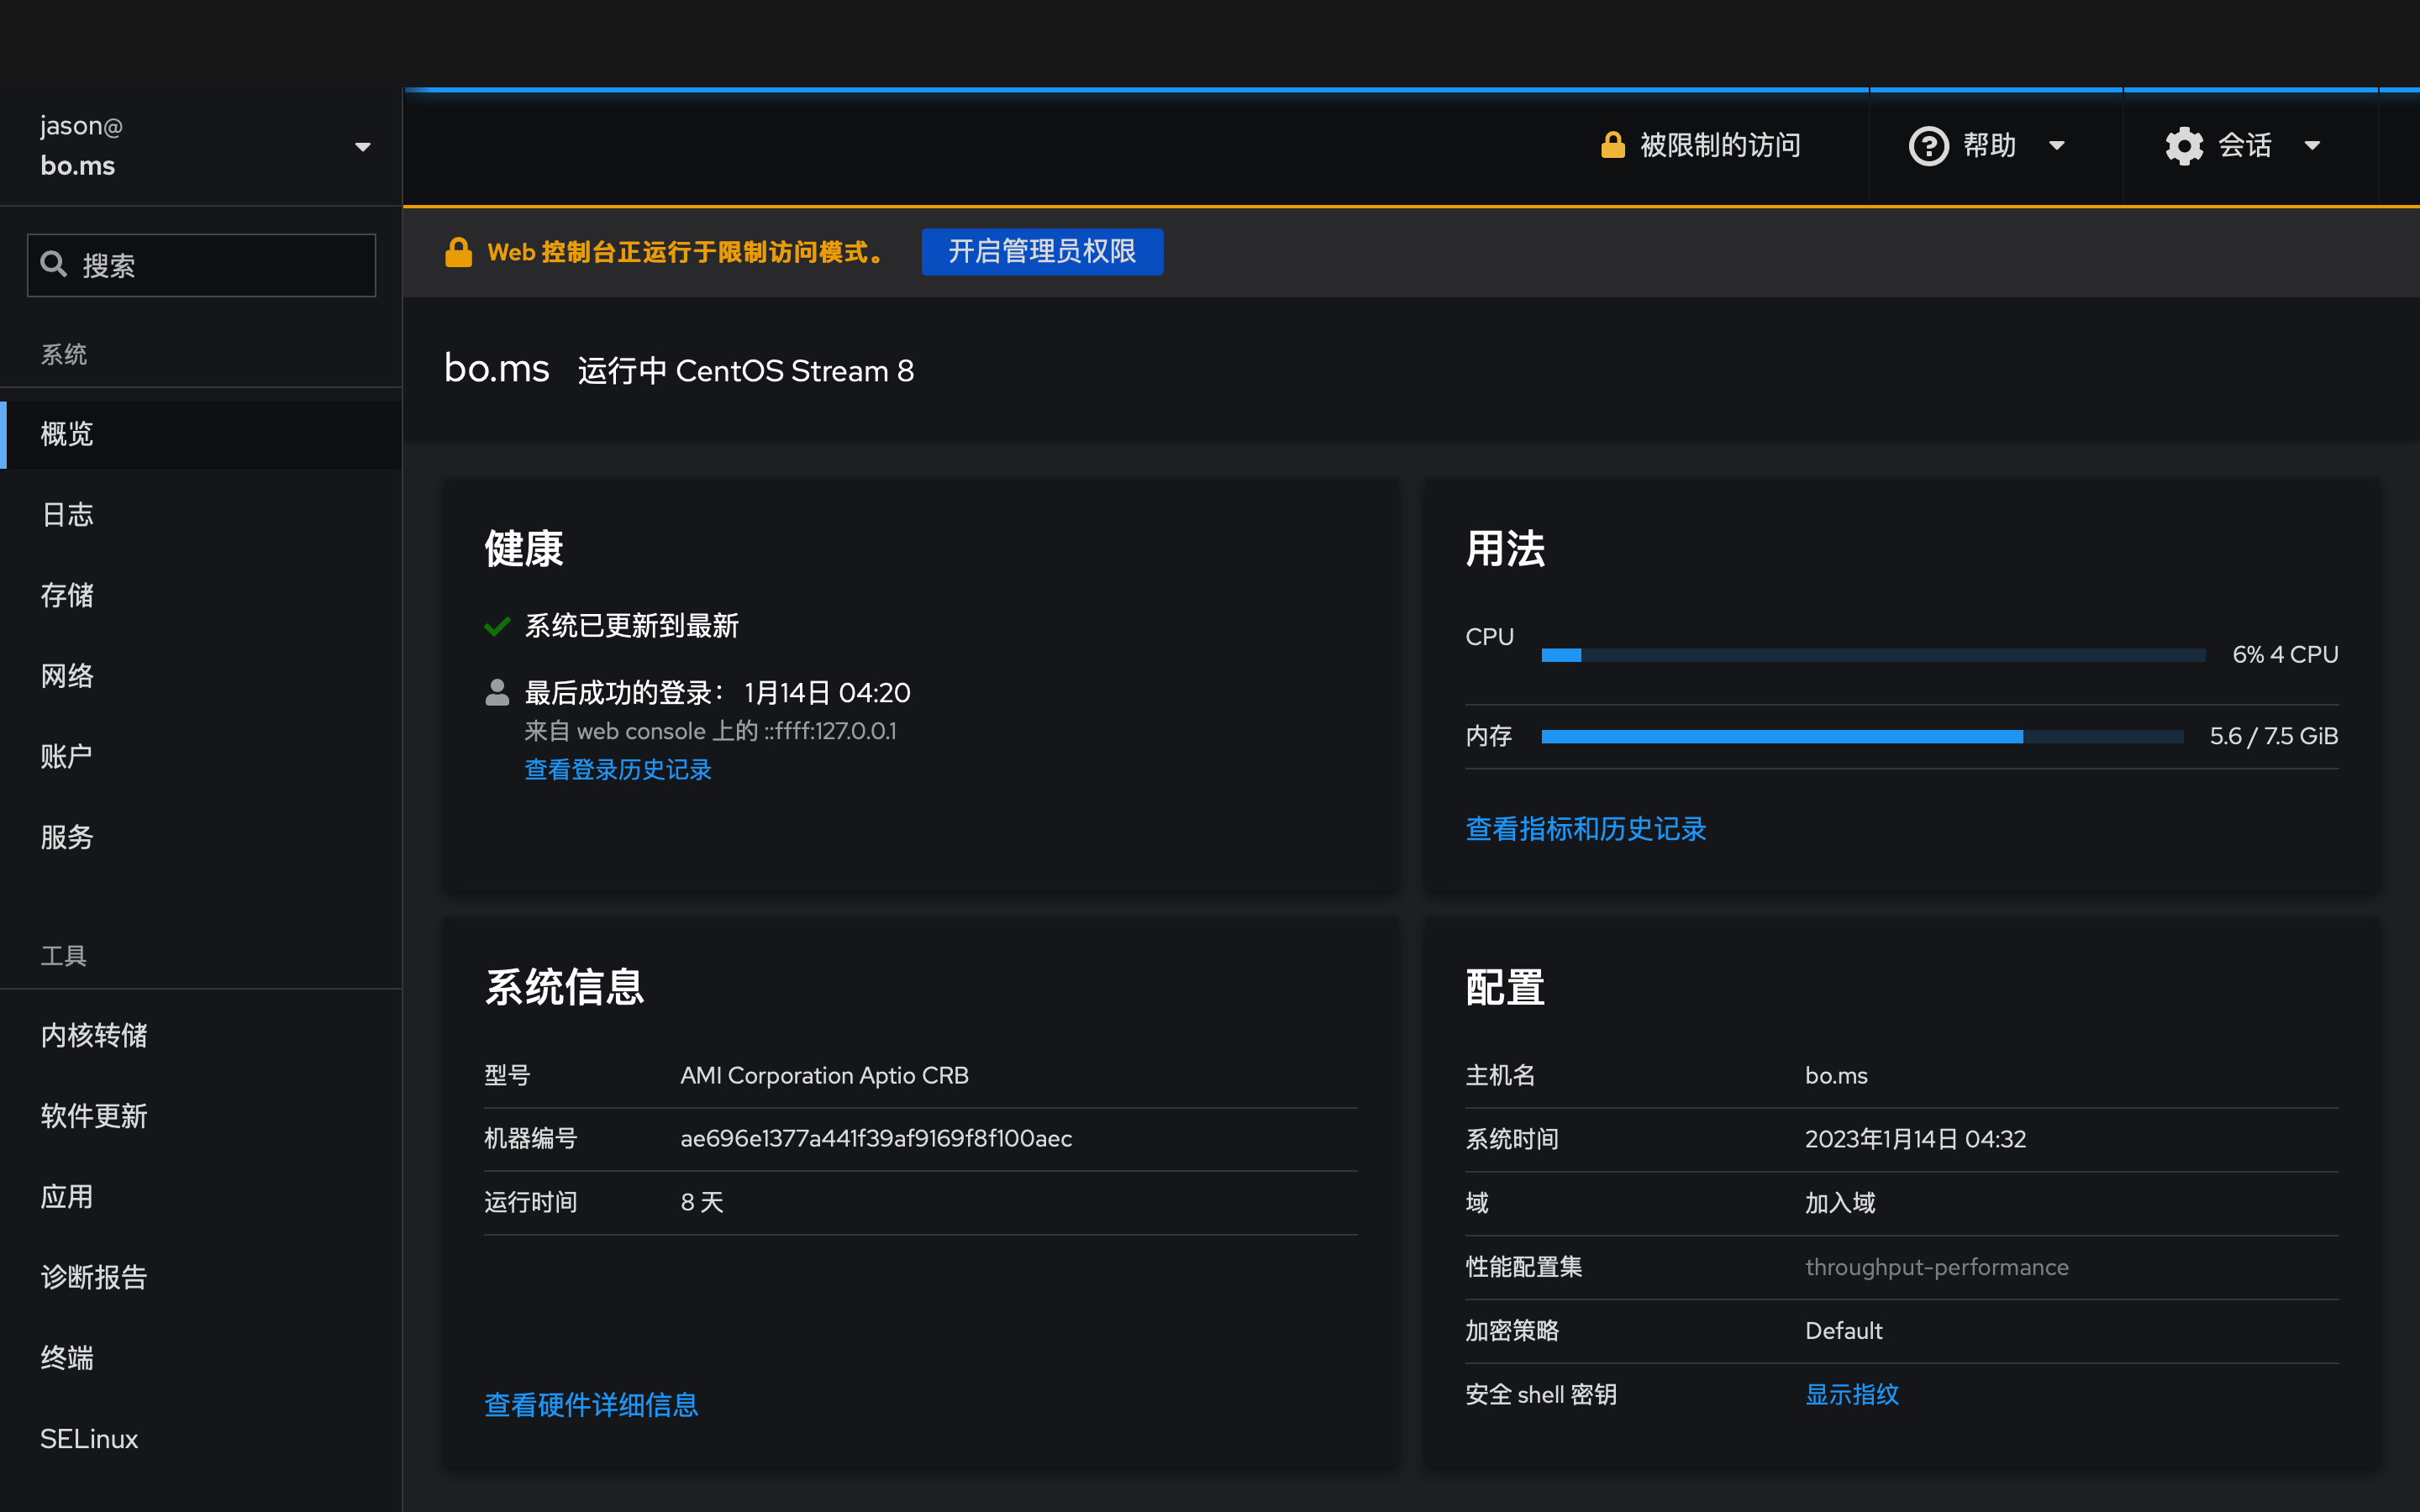 jason@
bo.ms
搜索
系统
概览
日志
存储
网络
账户
服务
工具
内核转储
软件更新
应用
诊断报告
终端
SELinux
被限制的访问
帮助
会话
Web 控制台正运行于限制访问模式。
开启管理员权限
bo.ms 运行中 CentOS Stream 8
健康
系统已更新到最新
最后成功的登录： 1月14日 04:20
来自 web console 上的 ::ffff:127.0.0.1
查看登录历史记录
用法
CPU 6% 4 CPU
内存 5.6 / 7.5 GiB
查看指标和历史记录
系统信息
型号 AMI Corporation Aptio CRB
机器编号 ae696e1377a441f39af9169f8f100aec
运行时间 8 天
查看硬件详细信息
配置
主机名 bo.ms
系统时间 2023年1月14日 04:32
域 加入域
性能配置集 throughput-performance
加密策略 Default
安全 shell 密钥 显示指纹